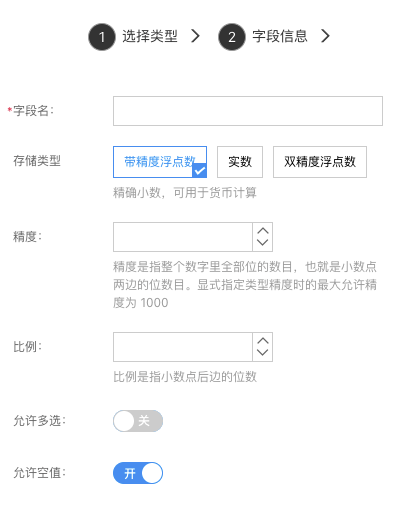 1 选择类型 2 字段信息
*字段名:
存储类型 带精度浮点数 实数 双精度浮点数
精确小数，可用于货币计算
精度:
精度是指整个数字里全部位的数目，也就是小数点
两边的位数目。显式指定类型精度时的最大允许精
度为 1000
比例:
比例是指小数点后边的位数
允许多选: 关
允许空值: 开